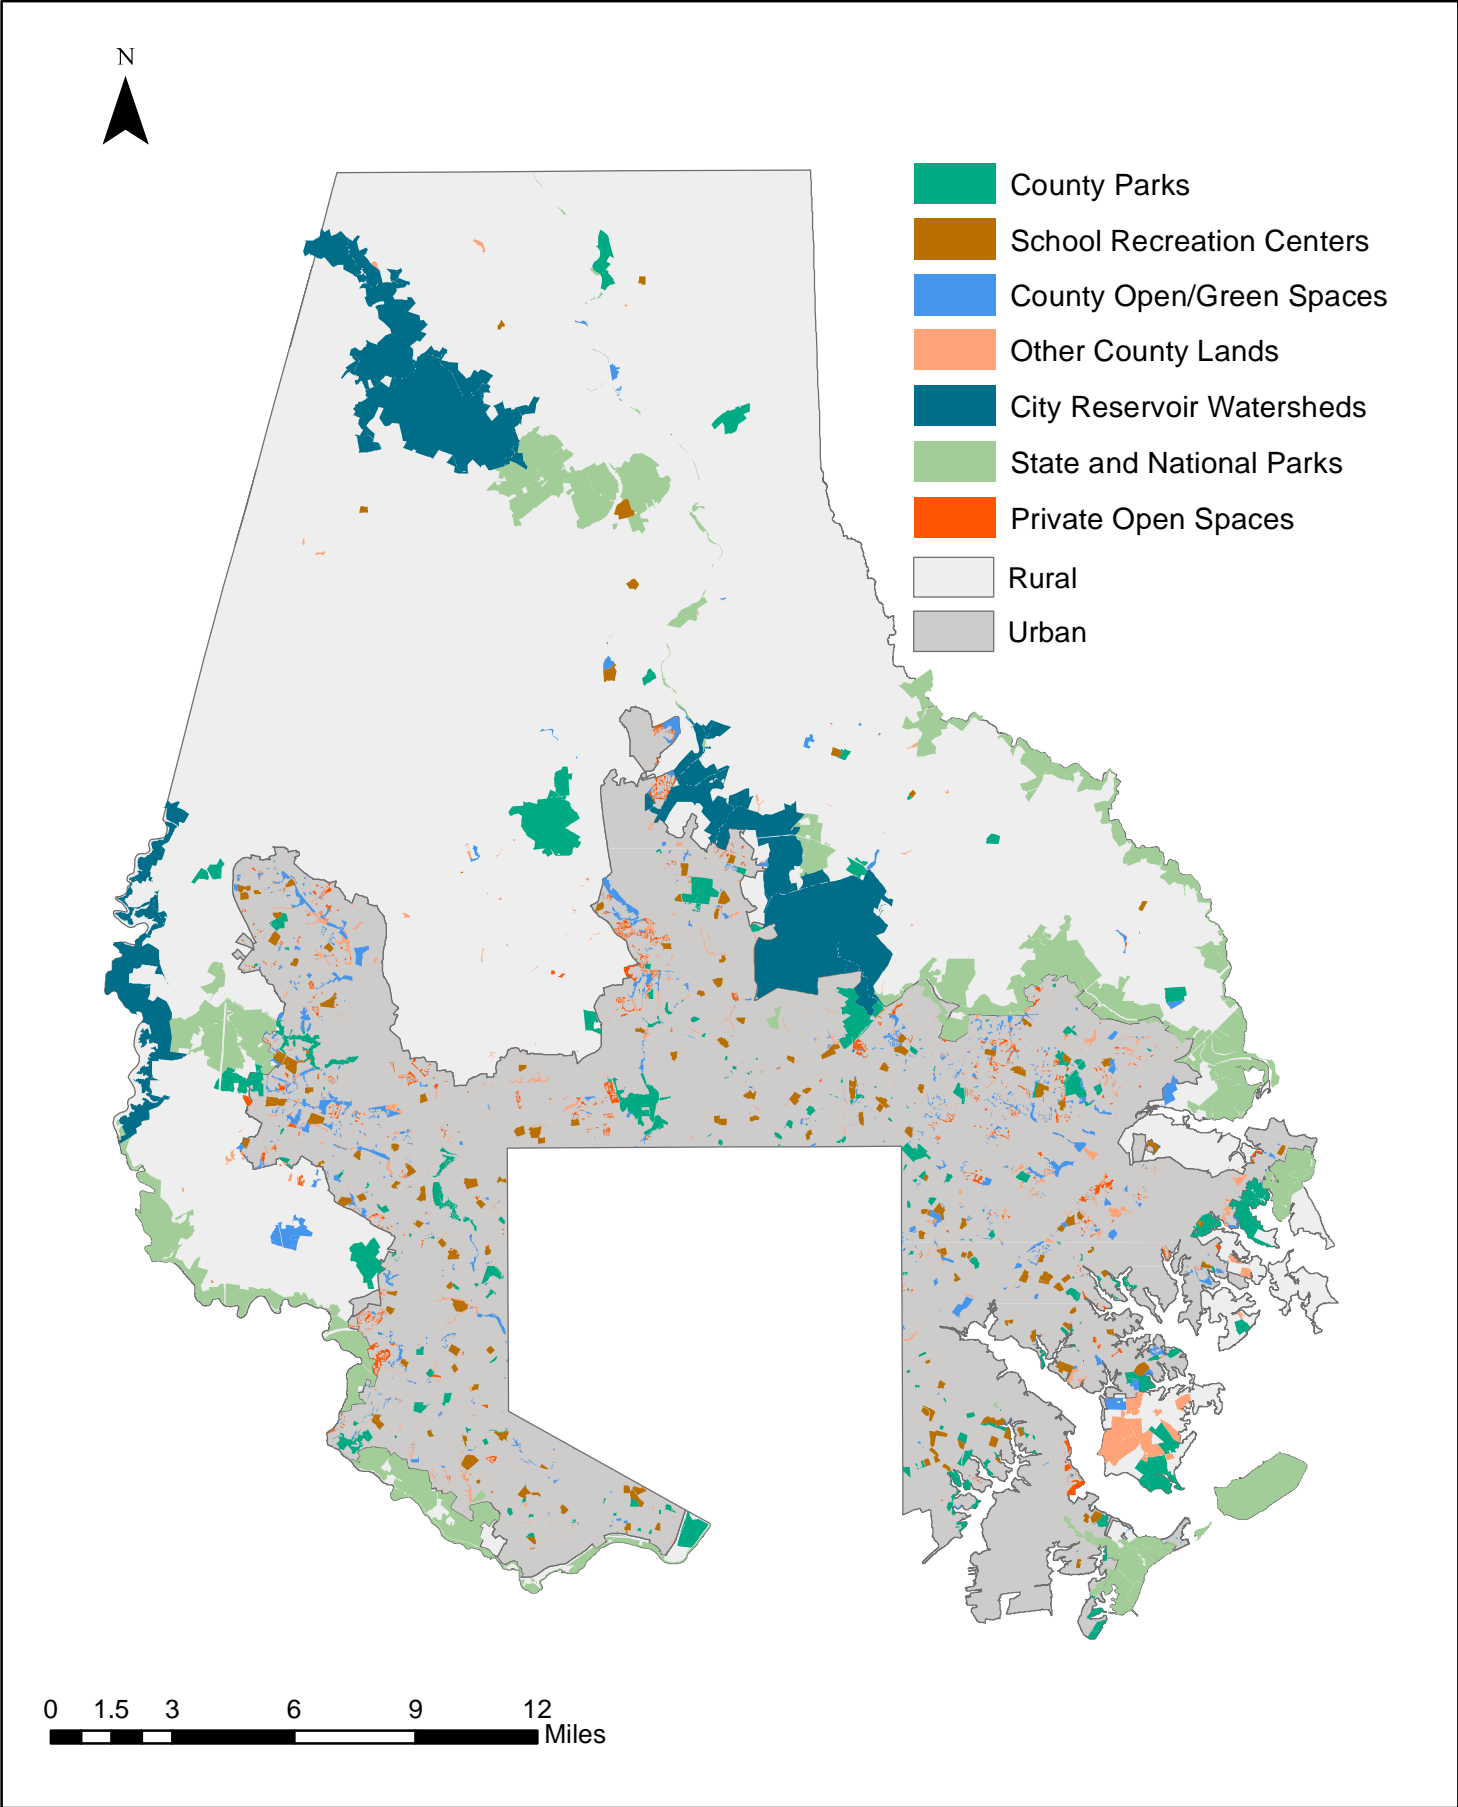 N
County Parks
School Recreation Centers
County Open/Green Spaces
Other County Lands
City Reservoir Watersheds
State and National Parks
Private Open Spaces
Rural
Urban
0 1.5 3 6 9 12
Miles